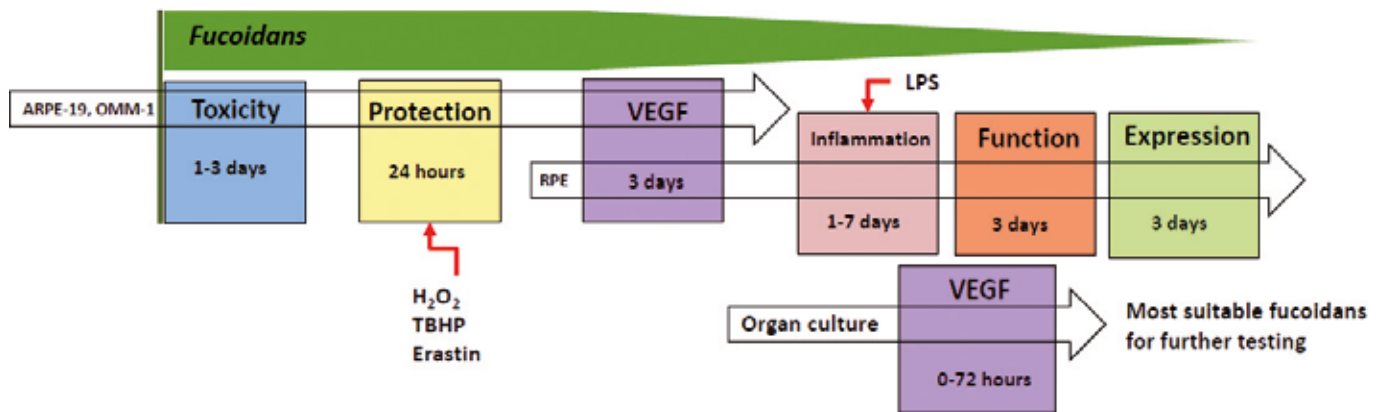 Fucoidans
ARPE-19, OMM-1
Toxicity
1-3 days
Protection
24 hours
H₂O₂
TBHP
Erastin
VEGF
3 days
RPE
LPS
Inflammation
1-7 days
Function
3 days
Expression
3 days
Organ culture
VEGF
0-72 hours
Most suitable fucoidans
for further testing